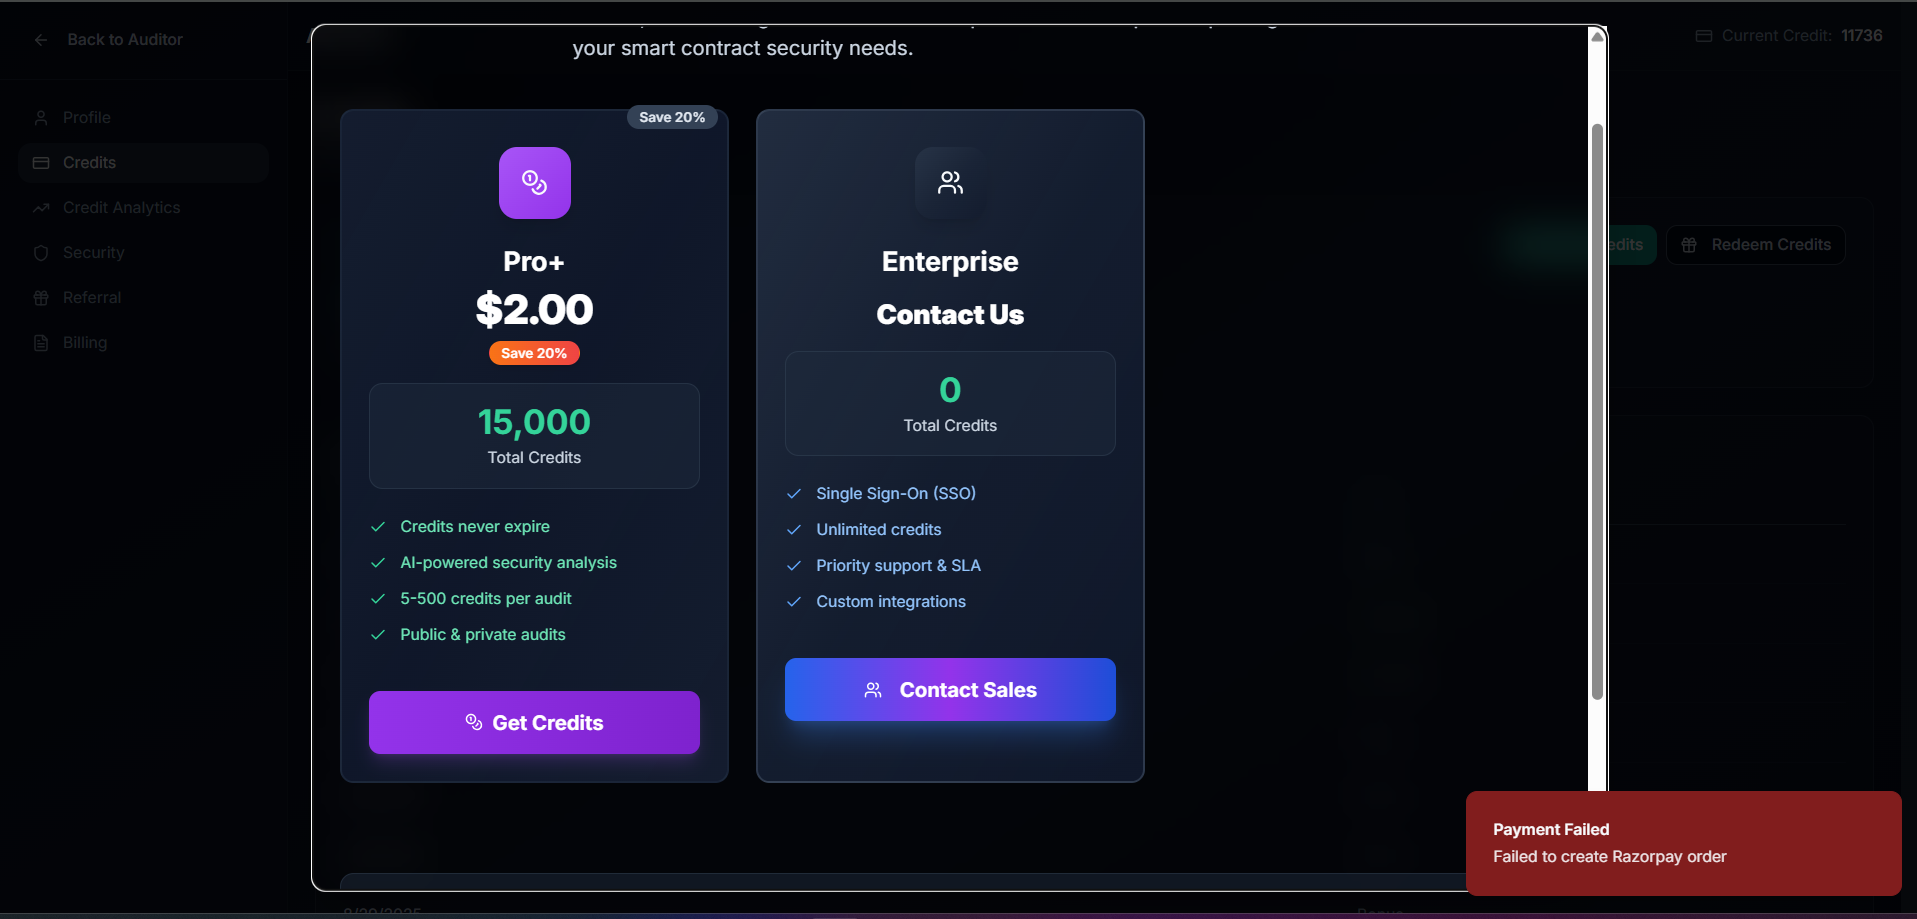 Back to Auditor
Profile
Credits
Credit Analytics
Security
Referral
Billing
Current Credit: 11736
edits
Redeem Credits
your smart contract security needs.
Save 20%
Pro+
$2.00
Save 20%
15,000
Total Credits
Credits never expire
AI-powered security analysis
5-500 credits per audit
Public & private audits
Get Credits
Enterprise
Contact Us
0
Total Credits
Single Sign-On (SSO)
Unlimited credits
Priority support & SLA
Custom integrations
Contact Sales
Payment Failed
Failed to create Razorpay order